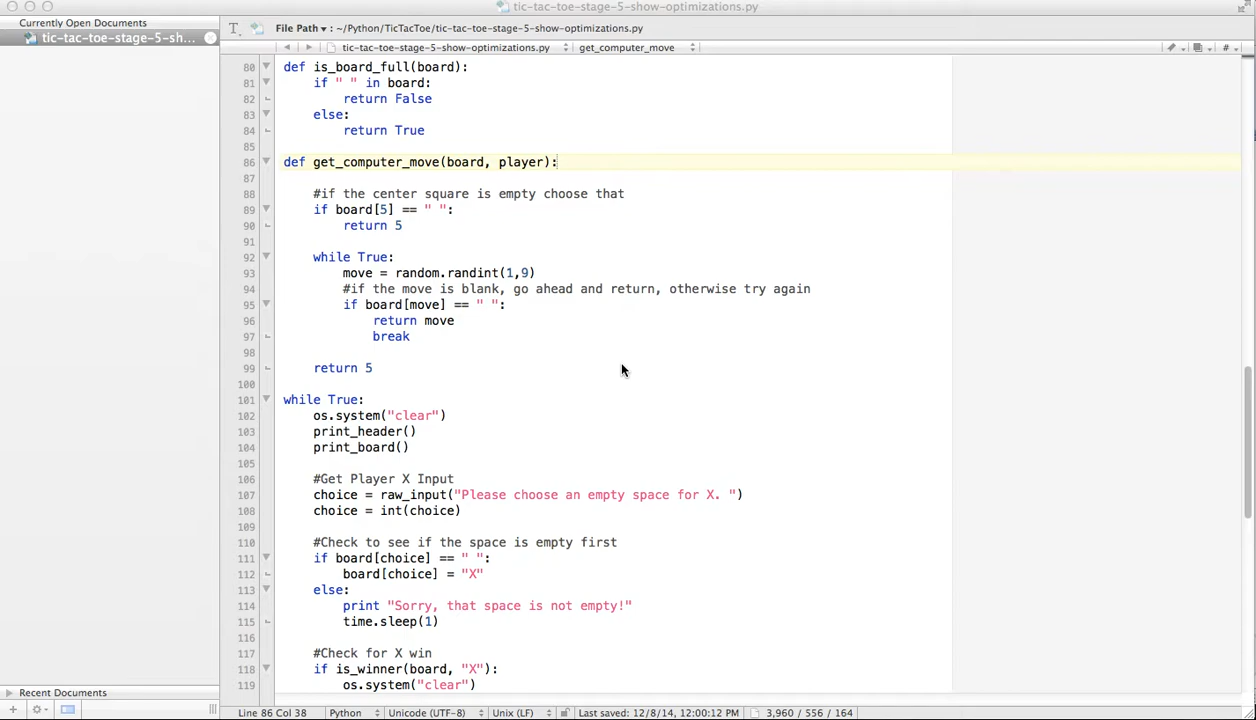 tic-tac-toe-stage-5-show-optimizations.py
Currently Open Documents
tic-tac-toe-stage-5-sh...
File Path ▾ : ~/Python/TicTacToe/tic-tac-toe-stage-5-show-optimizations.py
tic-tac-toe-stage-5-show-optimizations.py get_computer_move
80 def is_board_full(board):
81 if " " in board:
82 return False
83 else:
84 return True
85
86 def get_computer_move(board, player):
87
88 #if the center square is empty choose that
89 if board[5] == " ":
90 return 5
91
92 while True:
93 move = random.randint(1,9)
94 #if the move is blank, go ahead and return, otherwise try again
95 if board[move] == " ":
96 return move
97 break
98
99 return 5
100
101 while True:
102 os.system("clear")
103 print_header()
104 print_board()
105
106 #Get Player X Input
107 choice = raw_input("Please choose an empty space for X. ")
108 choice = int(choice)
109
110 #Check to see if the space is empty first
111 if board[choice] == " ":
112 board[choice] = "X"
113 else:
114 print "Sorry, that space is not empty!"
115 time.sleep(1)
116
117 #Check for X win
118 if is_winner(board, "X"):
119 os.system("clear")
Recent Documents
Line 86 Col 38 Python Unicode (UTF-8) Unix (LF) Last saved: 12/8/14, 12:00:12 PM 3,960 / 556 / 164